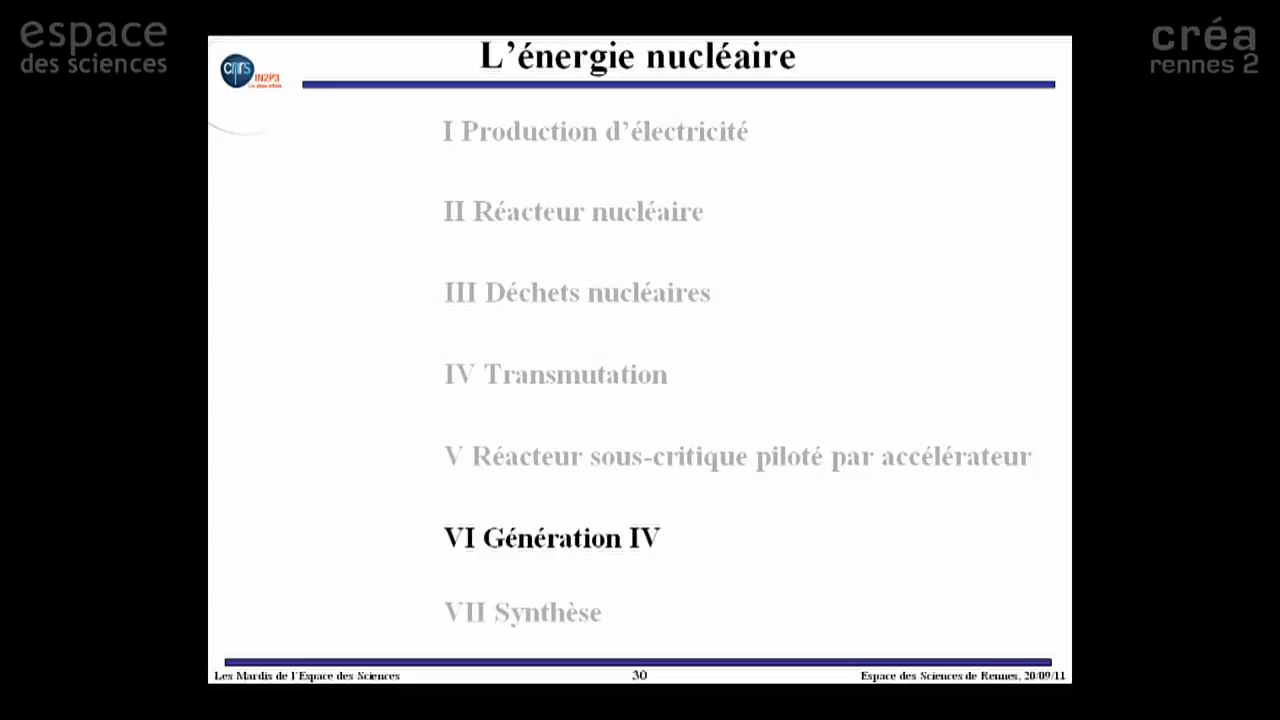 espace
des sciences
créa
rennes 2
L'énergie nucléaire
cnrs
IN2P3
I Production d'électricité
II Réacteur nucléaire
III Déchets nucléaires
IV Transmutation
V Réacteur sous-critique piloté par accélérateur
VI Génération IV
VII Synthèse
Les Mardis de l'Espace des Sciences
30
Espace des Sciences de Rennes, 20/09/11